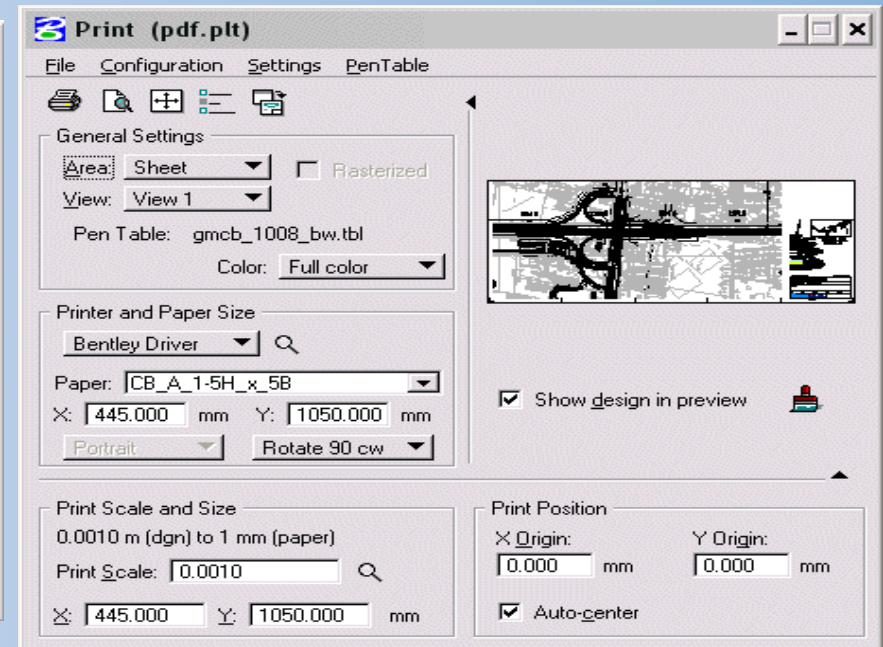 Print (pdf.plt)
File Configuration Settings PenTable
General Settings
Area: Sheet Rasterized
View: View 1
Pen Table: gmcb_1008_bw.tbl
Color: Full color
Printer and Paper Size
Bentley Driver
Paper: CB_A_1-5H_x_5B
X: 445.000 mm Y: 1050.000 mm
Portrait Rotate 90 cw
Show design in preview
Print Scale and Size
0.0010 m (dgn) to 1 mm (paper)
Print Scale: 0.0010
X: 445.000 Y: 1050.000 mm
Print Position
X Origin: Y Origin:
0.000 mm 0.000 mm
Auto-center